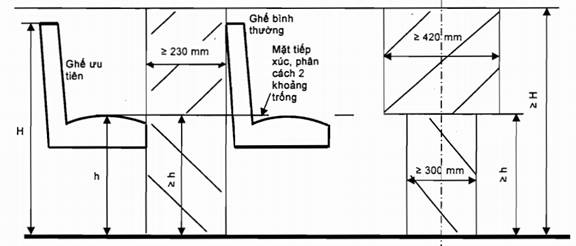 Ghế ưu
tiên
≥ 230 mm
Ghế bình
thường
Mặt tiếp
xúc, phân
cách 2
khoảng
trống
≥ 420 mm
≥ 300 mm
H
h
≥ h
≥ h
≥ H